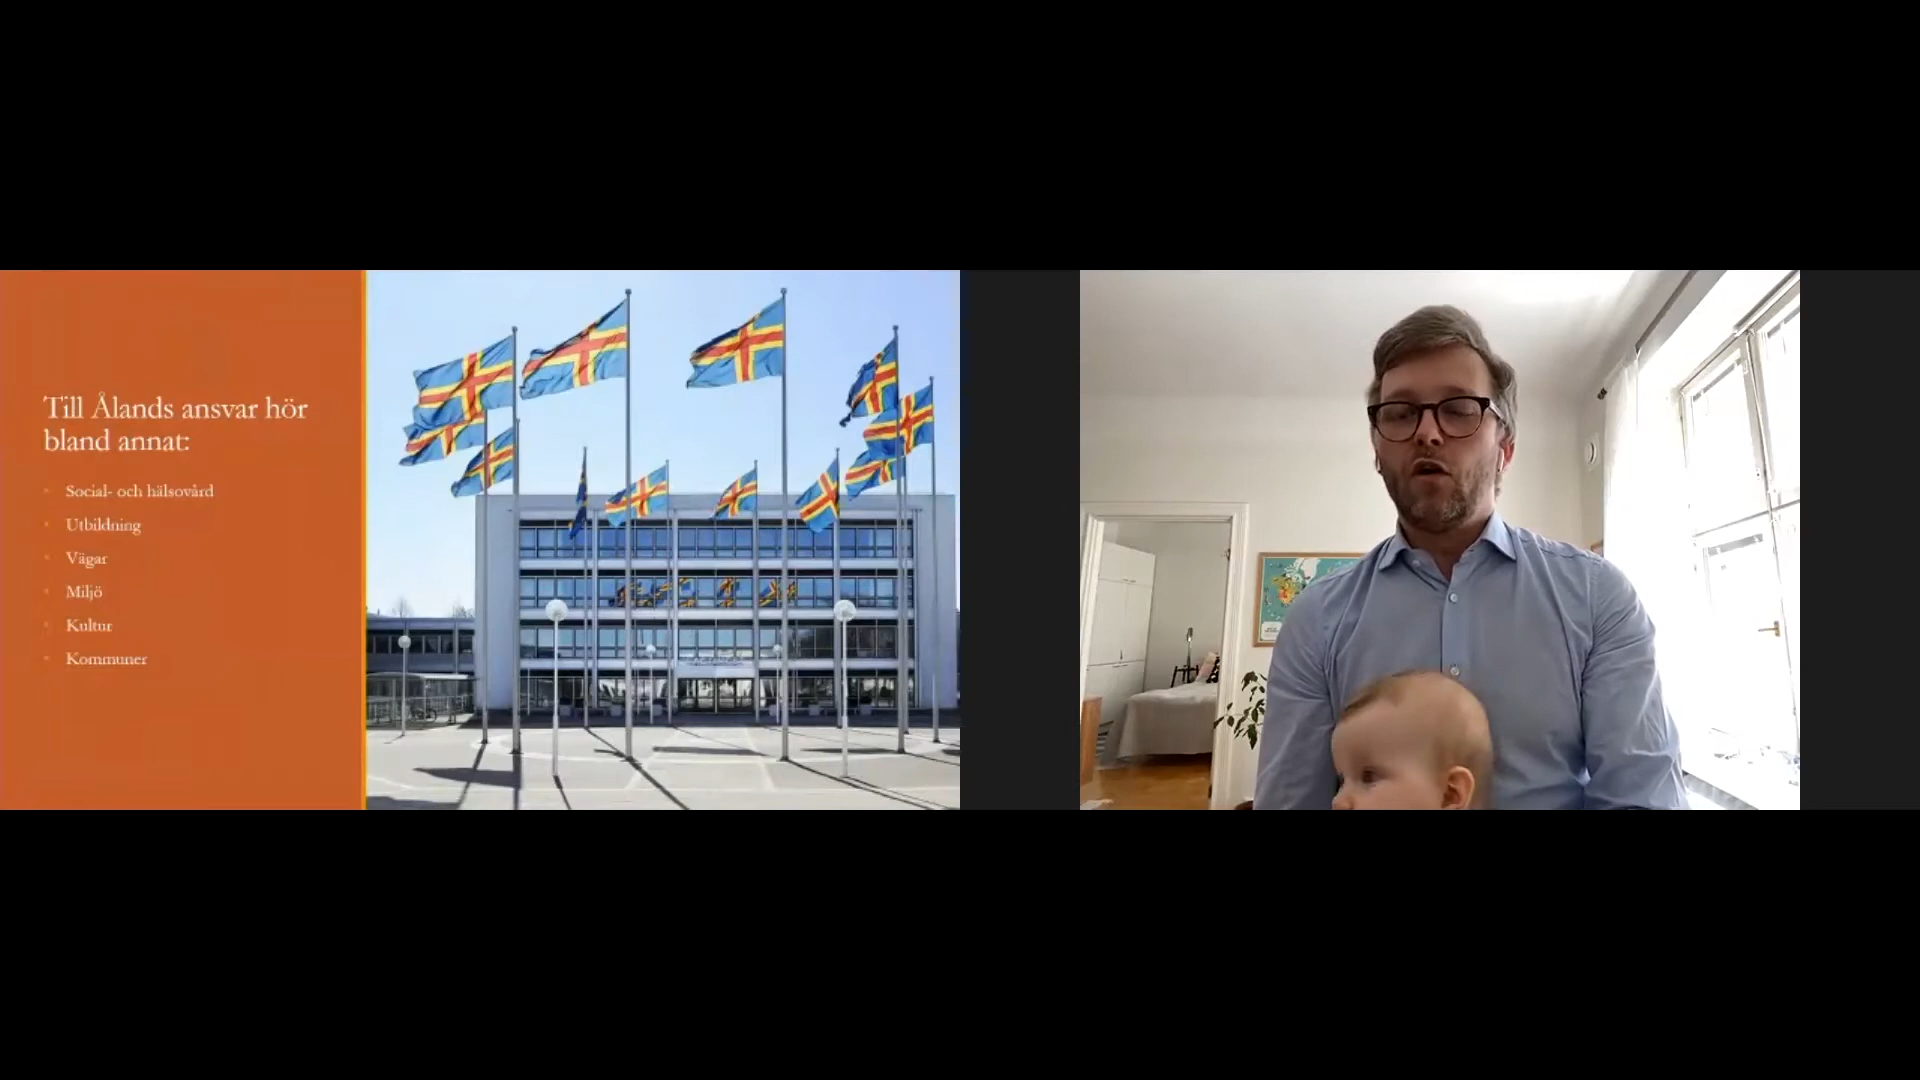 Till Ålands ansvar hör
bland annat:
Social- och hälsovård
Utbildning
Vägar
Miljö
Kultur
Kommuner